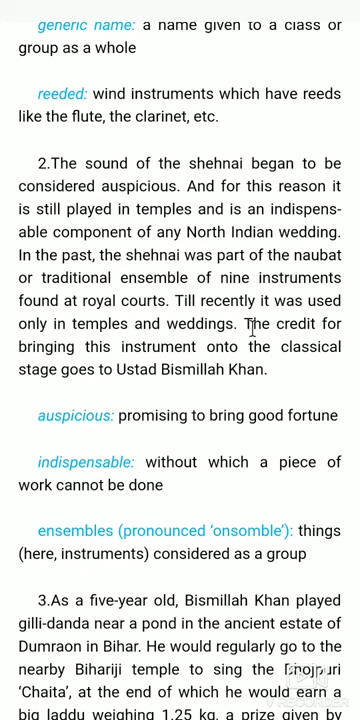 generic name: a name given to a class or
group as a whole
reeded: wind instruments which have reeds
like the flute, the clarinet, etc.
2.The sound of the shehnai began to be
considered auspicious. And for this reason it
is still played in temples and is an indispens-
able component of any North Indian wedding.
In the past, the shehnai was part of the naubat
or traditional ensemble of nine instruments
found at royal courts. Till recently it was used
only in temples and weddings. The credit for
bringing this instrument onto the classical
stage goes to Ustad Bismillah Khan.
auspicious: promising to bring good fortune
indispensable: without which a piece of
work cannot be done
ensembles (pronounced ‘onsomble’): things
(here, instruments) considered as a group
3.As a five-year old, Bismillah Khan played
gilli-danda near a pond in the ancient estate of
Dumraon in Bihar. He would regularly go to the
nearby Bihariji temple to sing the
‘Chaita’, at the end of which he would earn a
big laddu weighing 1.25 kg, a prize given by